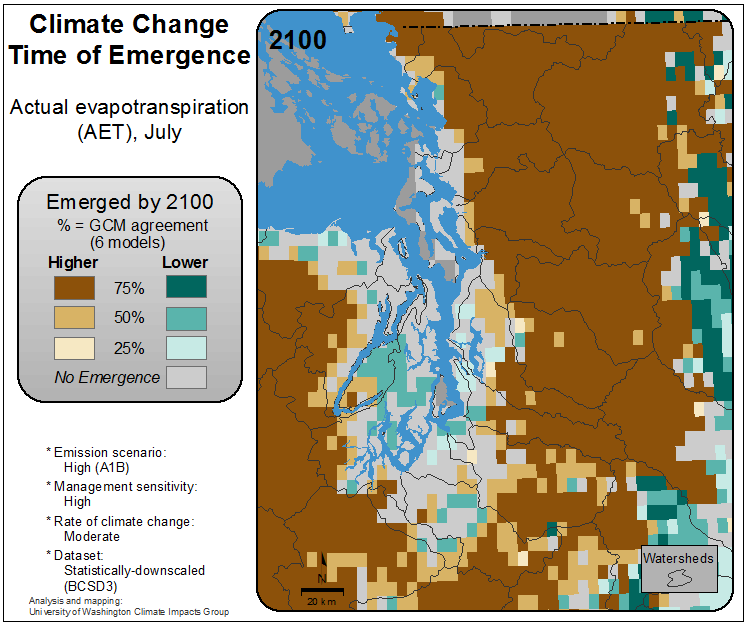 Climate Change
Time of Emergence
Actual evapotranspiration
(AET), July
Emerged by 2100
% = GCM agreement
(6 models)
Higher Lower
75%
50%
25%
No Emergence
* Emission scenario:
High (A1B)
* Management sensitivity:
High
* Rate of climate change:
Moderate
* Dataset:
Statistically-downscaled
(BCSD3)
Analysis and mapping:
University of Washington Climate Impacts Group
2100
N
20 km
Watersheds